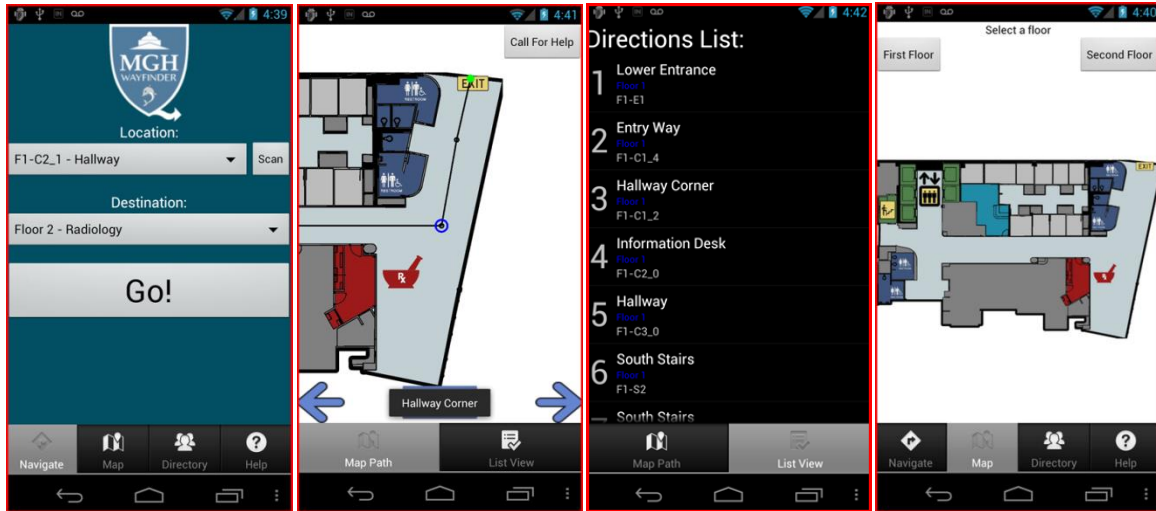 4:39
MGH
WAYFINDER
Location:
F1-C2_1 - Hallway
Scan
Destination:
Floor 2 - Radiology
Go!
Navigate
Map
Directory
Help
4:41
Call For Help
EXIT
RESTROOM
RESTROOM
Rx
Hallway Corner
Map Path
List View
4:42
Directions List:
1
Lower Entrance
Floor 1
F1-E1
2
Entry Way
Floor 1
F1-C1_4
3
Hallway Corner
Floor 1
F1-C1_2
4
Information Desk
Floor 1
F1-C2_0
5
Hallway
Floor 1
F1-C3_0
6
South Stairs
Floor 1
F1-S2
South Stairs
Map Path
List View
4:40
Select a floor
First Floor
Second Floor
EXIT
Rx
Navigate
Map
Directory
Help